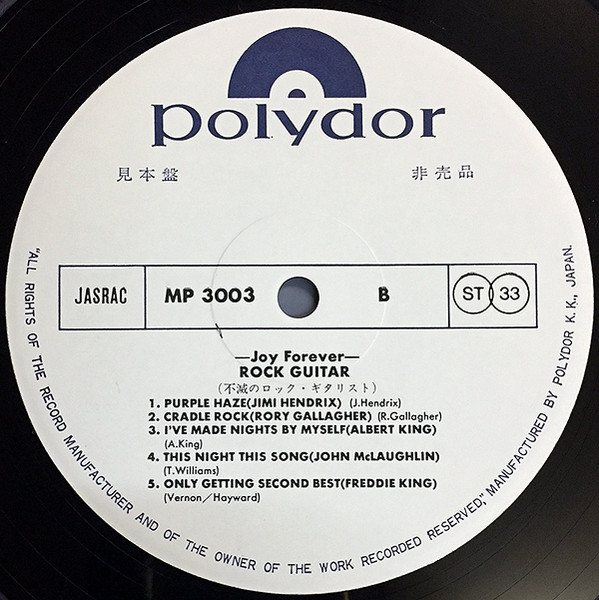 polydor
見本盤 非売品
JASRAC MP 3003 B ST 33
—Joy Forever—
ROCK GUITAR
(不滅のロック・ギタリスト)
1. PURPLE HAZE(JIMI HENDRIX) (J.Hendrix)
2. CRADLE ROCK(RORY GALLAGHER) (R.Gallagher)
3. I'VE MADE NIGHTS BY MYSELF(ALBERT KING)
(A.King)
4. THIS NIGHT THIS SONG(JOHN McLAUGHLIN)
(T.Williams)
5. ONLY GETTING SECOND BEST(FREDDIE KING)
(Vernon／Hayward)
"ALL RIGHTS OF THE RECORD MANUFACTURER AND OF THE OWNER OF THE WORK RECORDED RESERVED," MANUFACTURED BY POLYDOR K.K., JAPAN.